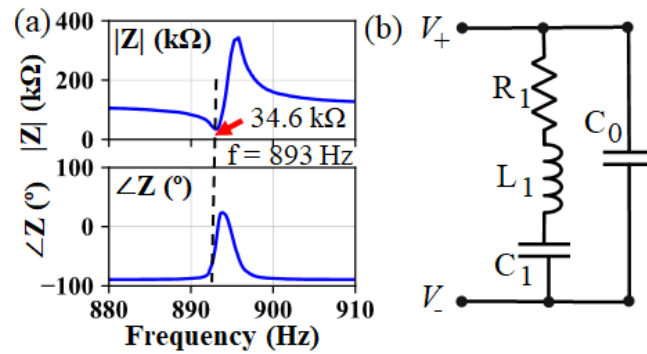 (a)
400
|Z| (kΩ)
200
0
|Z| (kΩ)
34.6 kΩ
f = 893 Hz
100
∠Z (º)
0
−100
∠Z (º)
880 890 900 910
Frequency (Hz)
(b)
V+
R1
L1
C1
C0
V-